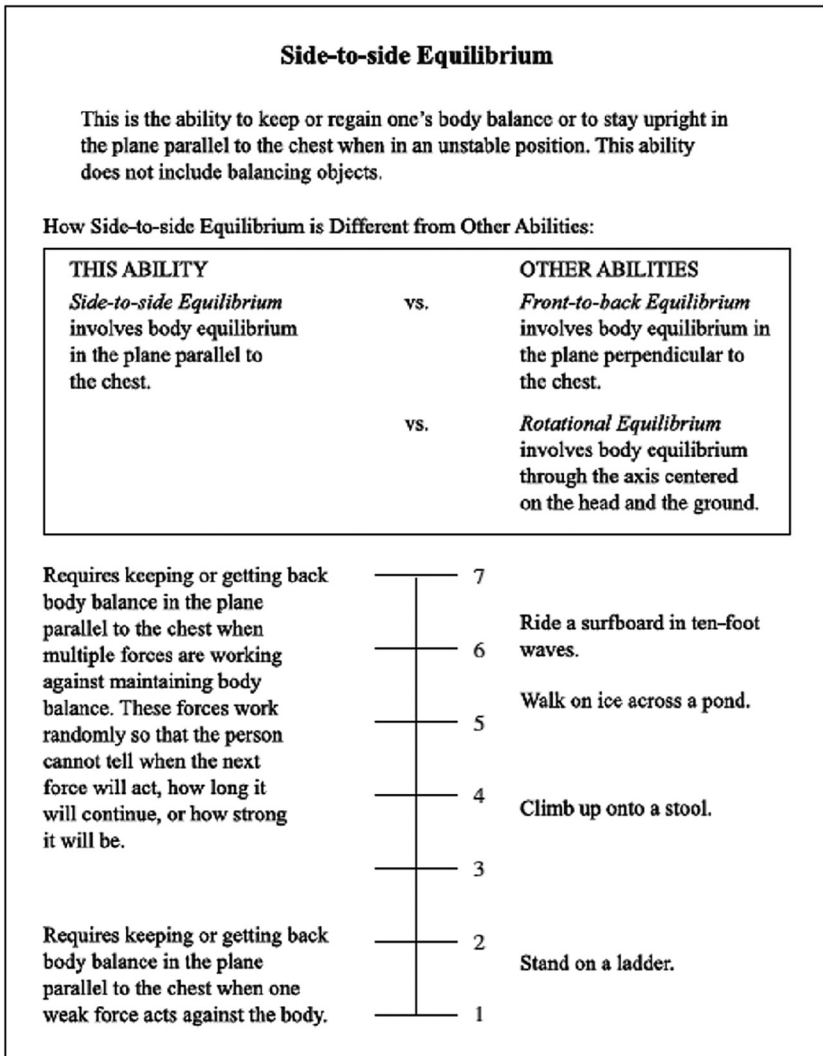 Side-to-side Equilibrium
This is the ability to keep or regain one's body balance or to stay upright in
the plane parallel to the chest when in an unstable position. This ability
does not include balancing objects.
How Side-to-side Equilibrium is Different from Other Abilities:
THIS ABILITY
Side-to-side Equilibrium
involves body equilibrium
in the plane parallel to
the chest.
vs.
OTHER ABILITIES
Front-to-back Equilibrium
involves body equilibrium in
the plane perpendicular to
the chest.
vs.
Rotational Equilibrium
involves body equilibrium
through the axis centered
on the head and the ground.
Requires keeping or getting back
body balance in the plane
parallel to the chest when
multiple forces are working
against maintaining body
balance. These forces work
randomly so that the person
cannot tell when the next
force will act, how long it
will continue, or how strong
it will be.
Requires keeping or getting back
body balance in the plane
parallel to the chest when one
weak force acts against the body.
7
6
5
4
3
2
1
Ride a surfboard in ten-foot
waves.
Walk on ice across a pond.
Climb up onto a stool.
Stand on a ladder.